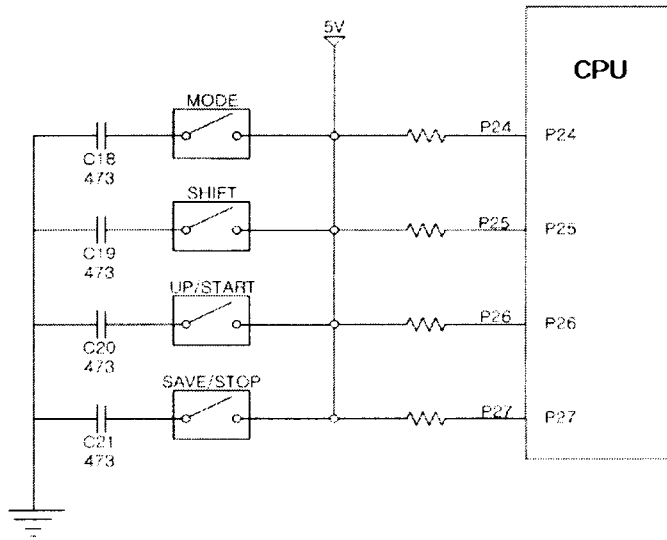 5V
CPU
MODE
P24 P24
C18
473
SHIFT
P25 P25
C19
473
UP/START
P26 P26
C20
473
SAVE/STOP
P27 P27
C21
473